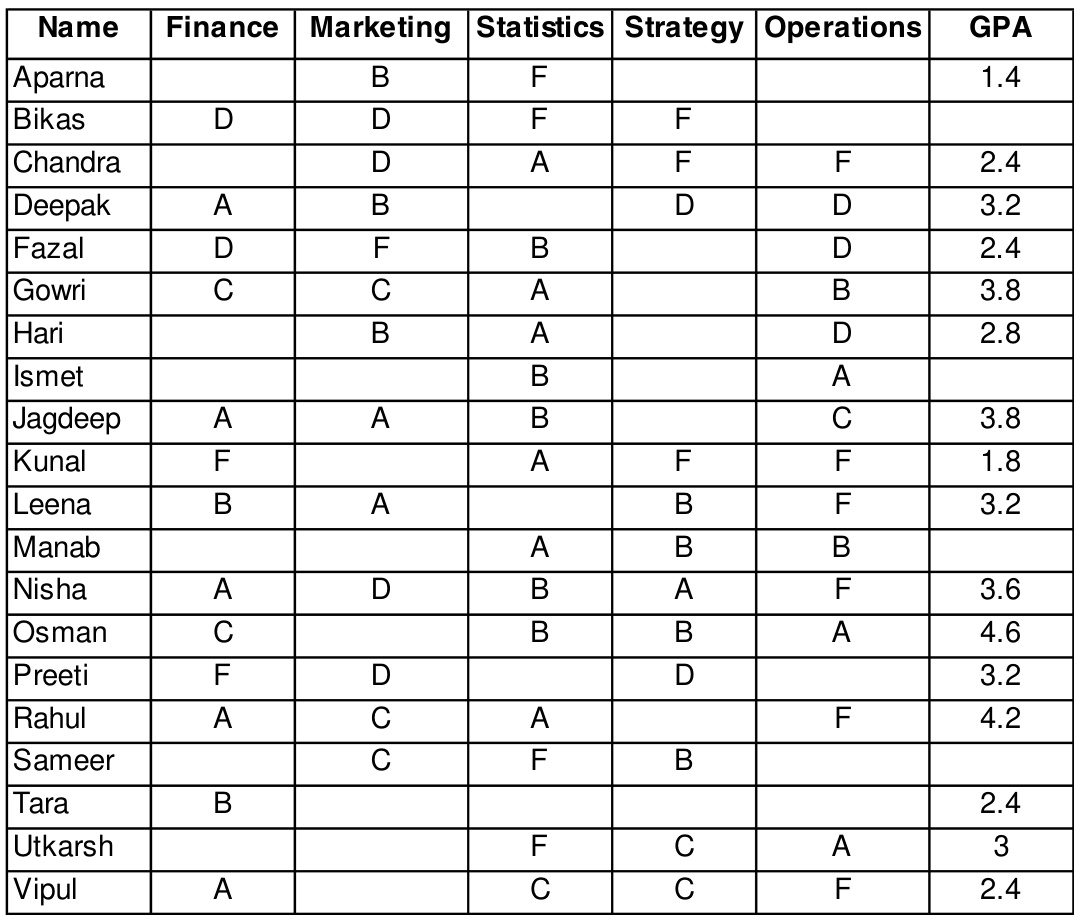 Name Finance Marketing Statistics Strategy Operations GPA
Aparna B F 1.4
Bikas D D F F
Chandra D A F F 2.4
Deepak A B D D 3.2
Fazal D F B D 2.4
Gowri C C A B 3.8
Hari B A D 2.8
Ismet B A
Jagdeep A A B C 3.8
Kunal F A F F 1.8
Leena B A B F 3.2
Manab A B B
Nisha A D B A F 3.6
Osman C B B A 4.6
Preeti F D D 3.2
Rahul A C A F 4.2
Sameer C F B
Tara B 2.4
Utkarsh F C A 3
Vipul A C C F 2.4